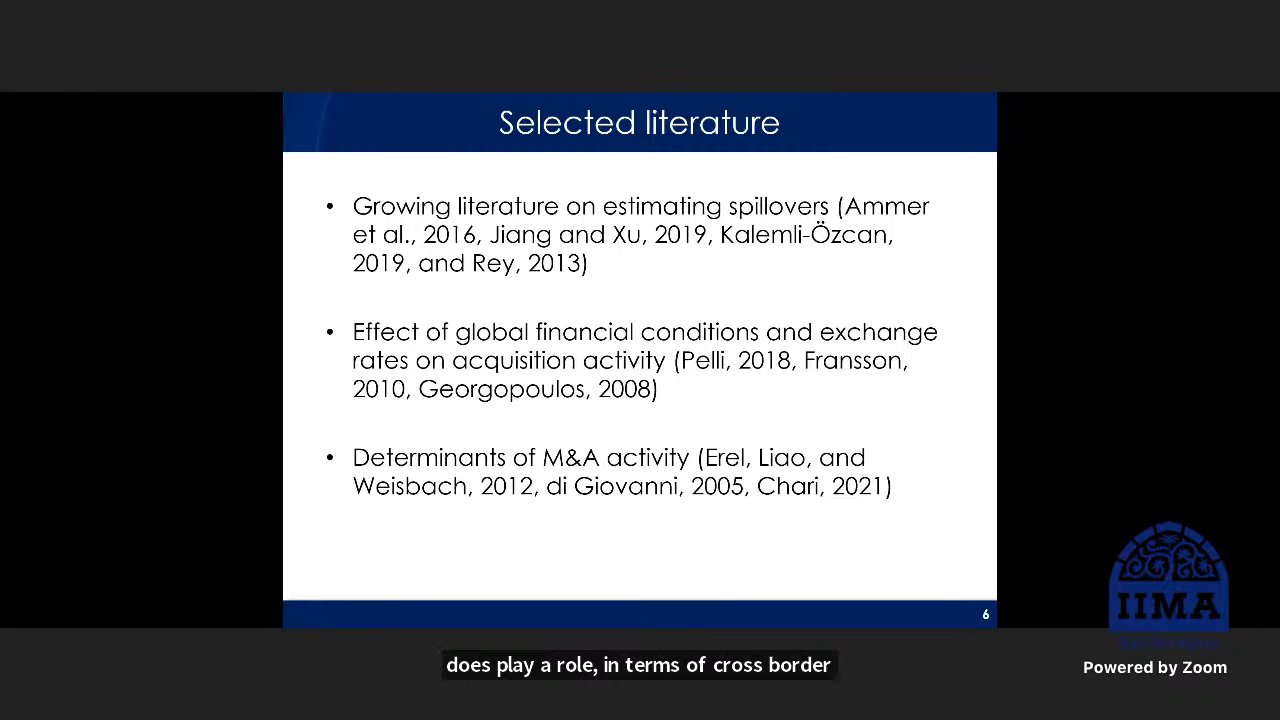 Selected literature
• Growing literature on estimating spillovers (Ammer
et al., 2016, Jiang and Xu, 2019, Kalemli-Özcan,
2019, and Rey, 2013)
• Effect of global financial conditions and exchange
rates on acquisition activity (Pelli, 2018, Fransson,
2010, Georgopoulos, 2008)
• Determinants of M&A activity (Erel, Liao, and
Weisbach, 2012, di Giovanni, 2005, Chari, 2021)
6
IIMA
does play a role, in terms of cross border
Powered by Zoom